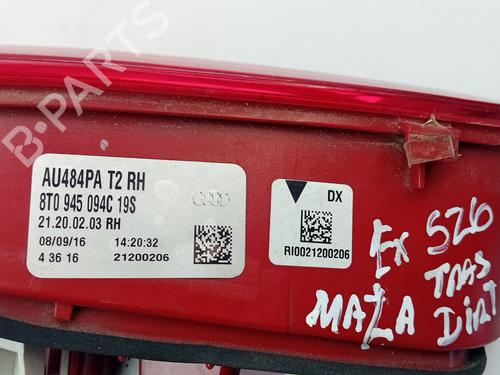 AU484PA T2 RH
8T0 945 094C 19S
21.20.02.03 RH
08/09/16 14:20:32
4 36 16 21200206
DX
RI0021200206
EX S26
MAZA TRAS
DIRT
B-PARTS